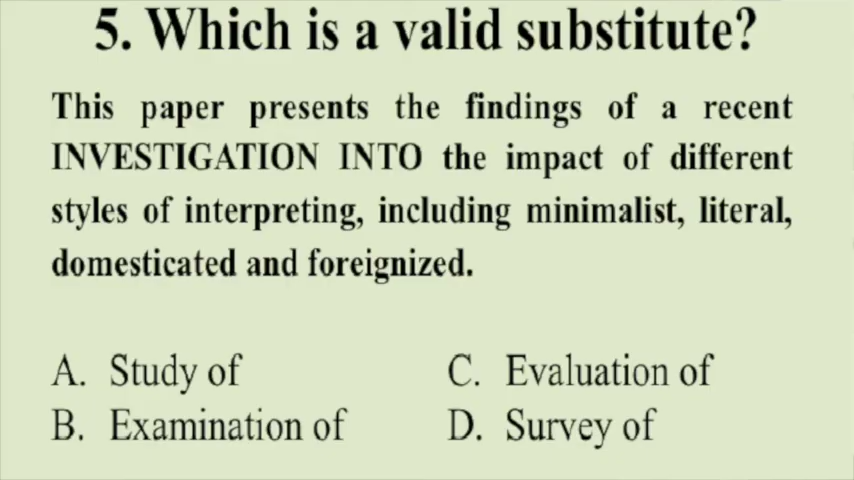 5. Which is a valid substitute?
This paper presents the findings of a recent
INVESTIGATION INTO the impact of different
styles of interpreting, including minimalist, literal,
domesticated and foreignized.
A. Study of
C. Evaluation of
B. Examination of
D. Survey of